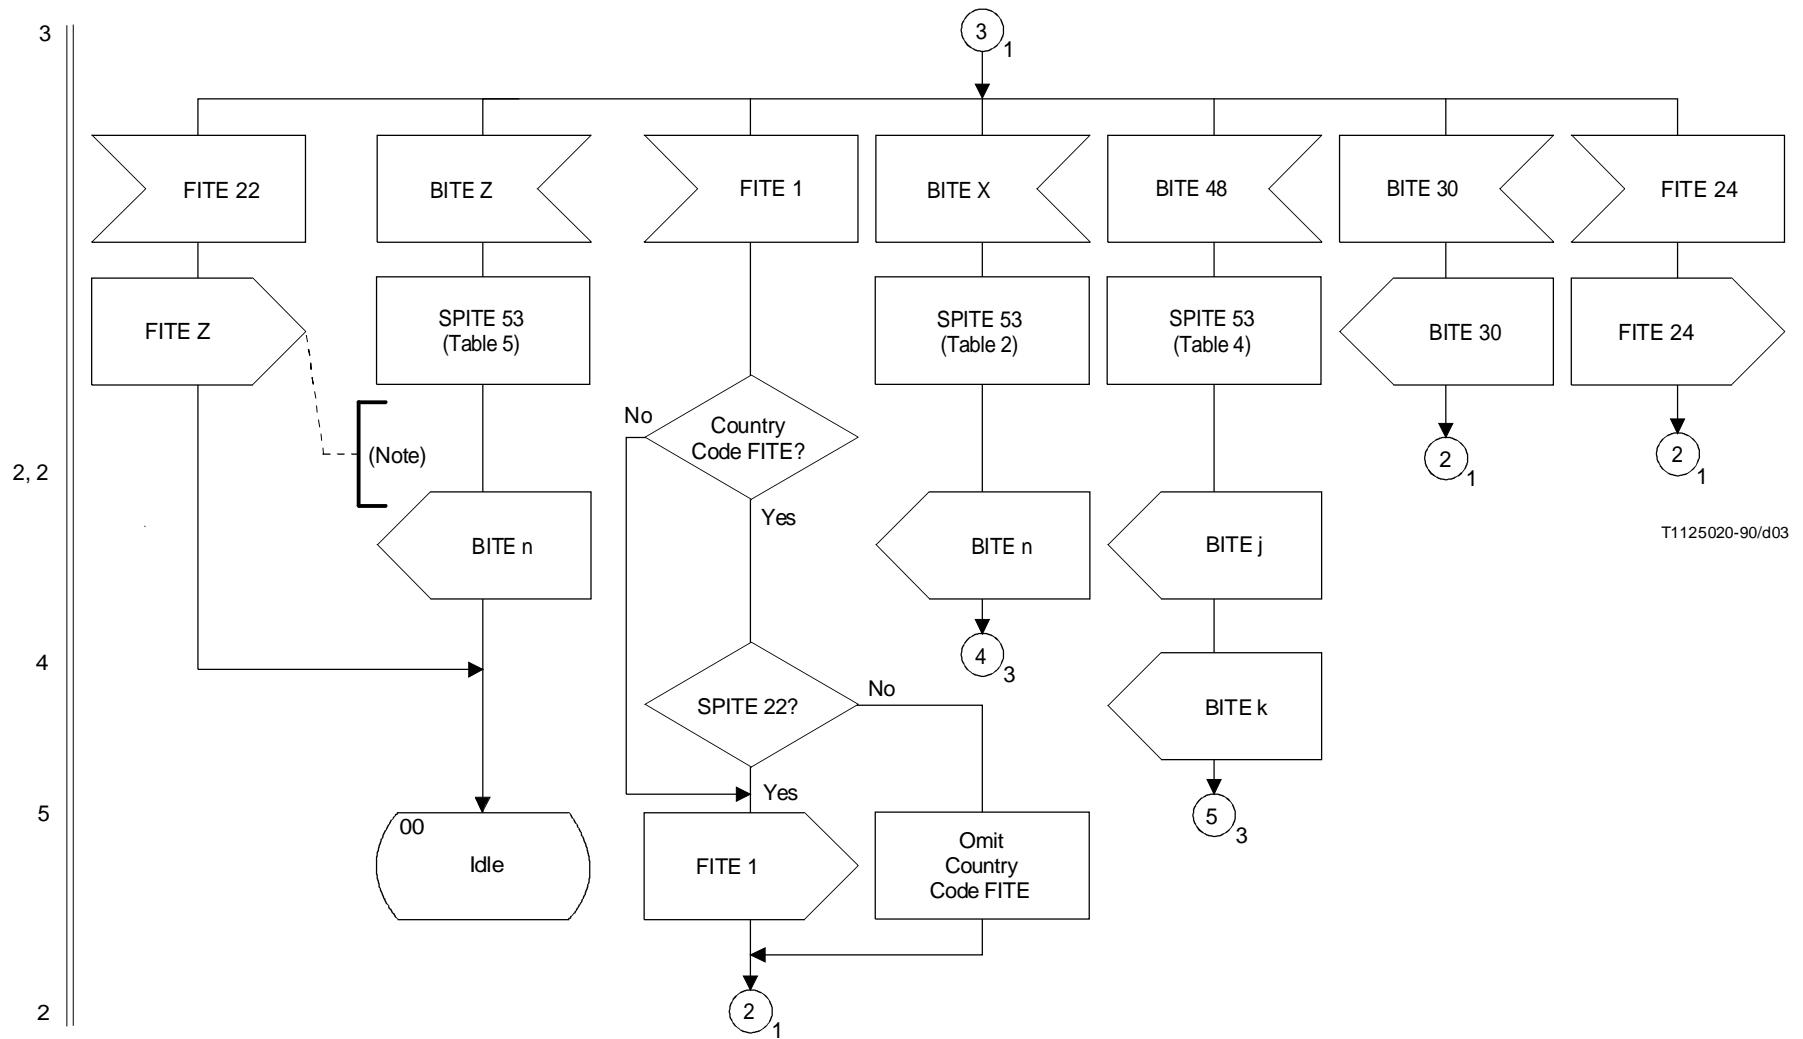 3
3
1
FITE 22
BITE Z
FITE 1
BITE X
BITE 48
BITE 30
FITE 24
FITE Z
SPITE 53
(Table 5)
SPITE 53
(Table 2)
SPITE 53
(Table 4)
BITE 30
FITE 24
No
Country
Code FITE?
(Note)
2
1
2
1
2, 2
Yes
BITE n
BITE n
BITE j
T1125020-90/d03
4
4
3
SPITE 22?
No
BITE k
Yes
5
5
3
00
Idle
FITE 1
Omit
Country
Code FITE
2
2
1